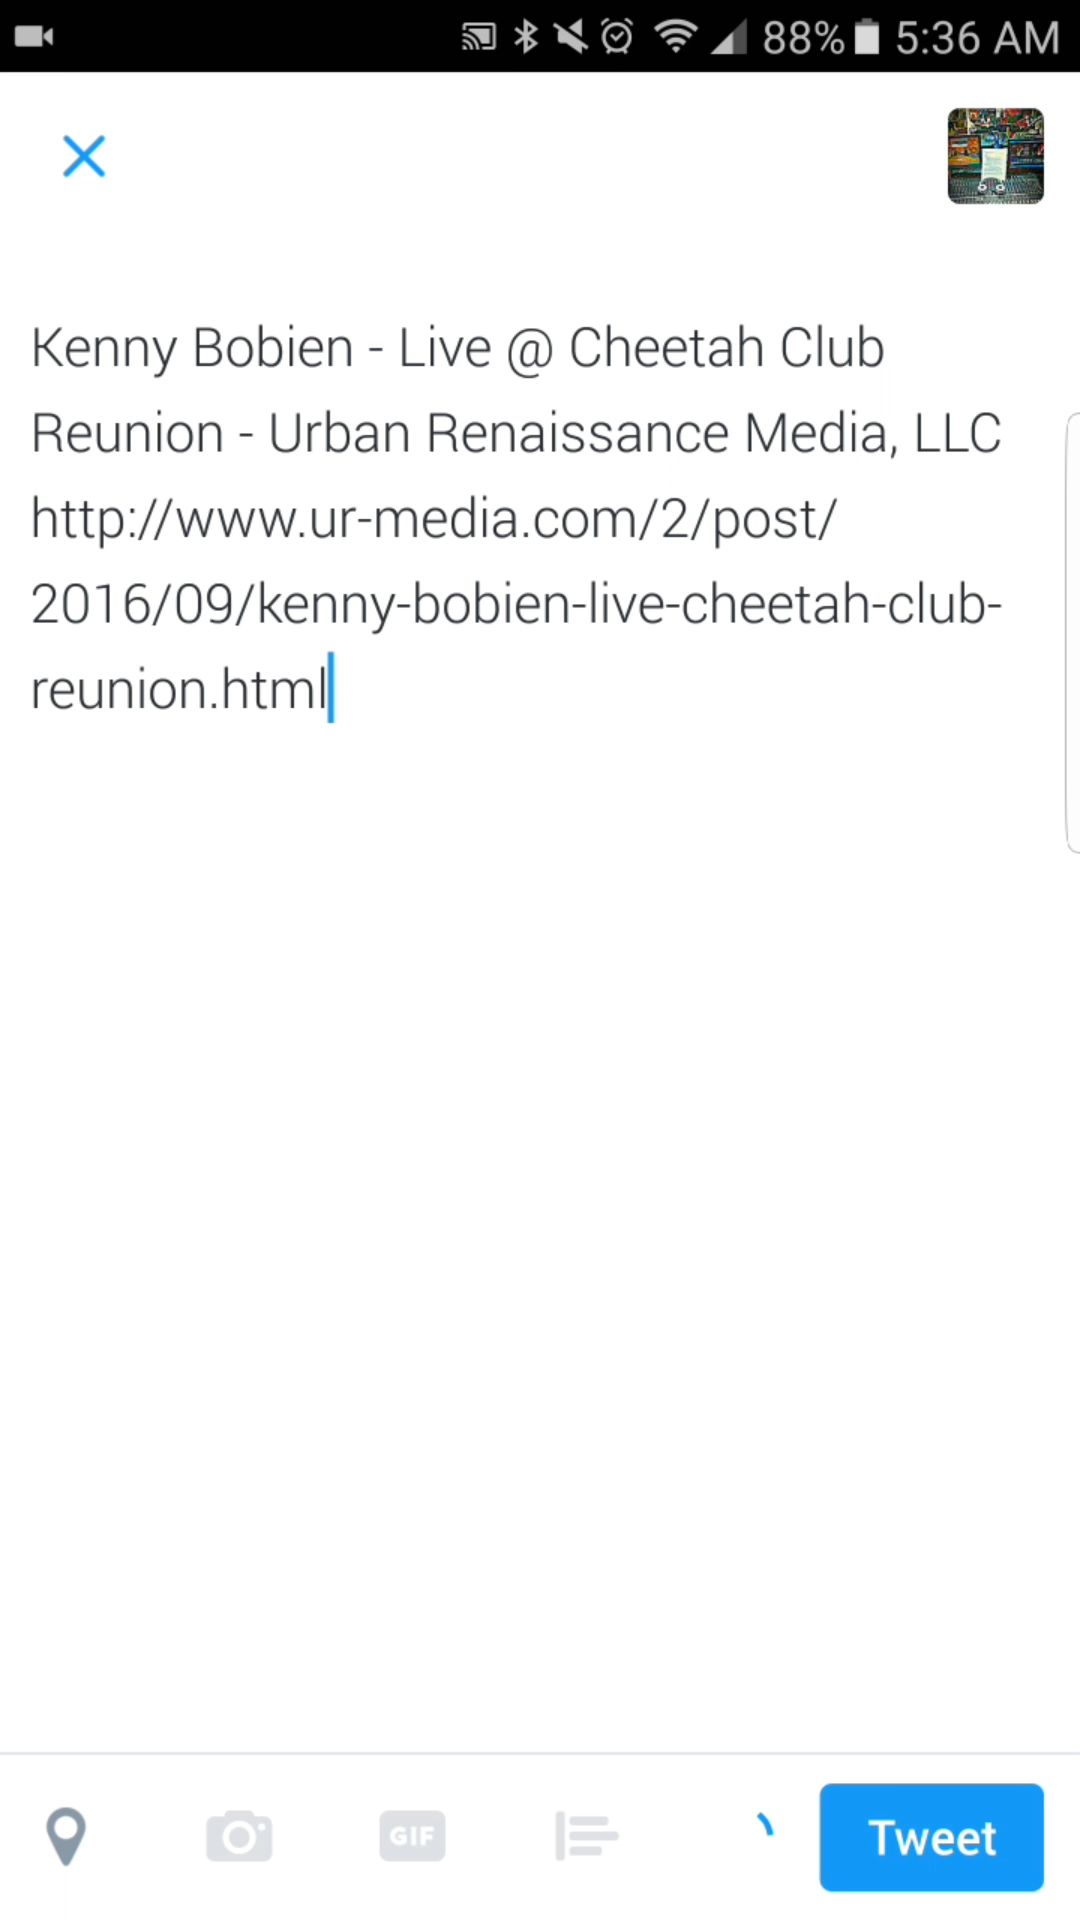 88% 5:36 AM
Kenny Bobien - Live @ Cheetah Club
Reunion - Urban Renaissance Media, LLC
http://www.ur-media.com/2/post/
2016/09/kenny-bobien-live-cheetah-club-
reunion.html
GIF
Tweet